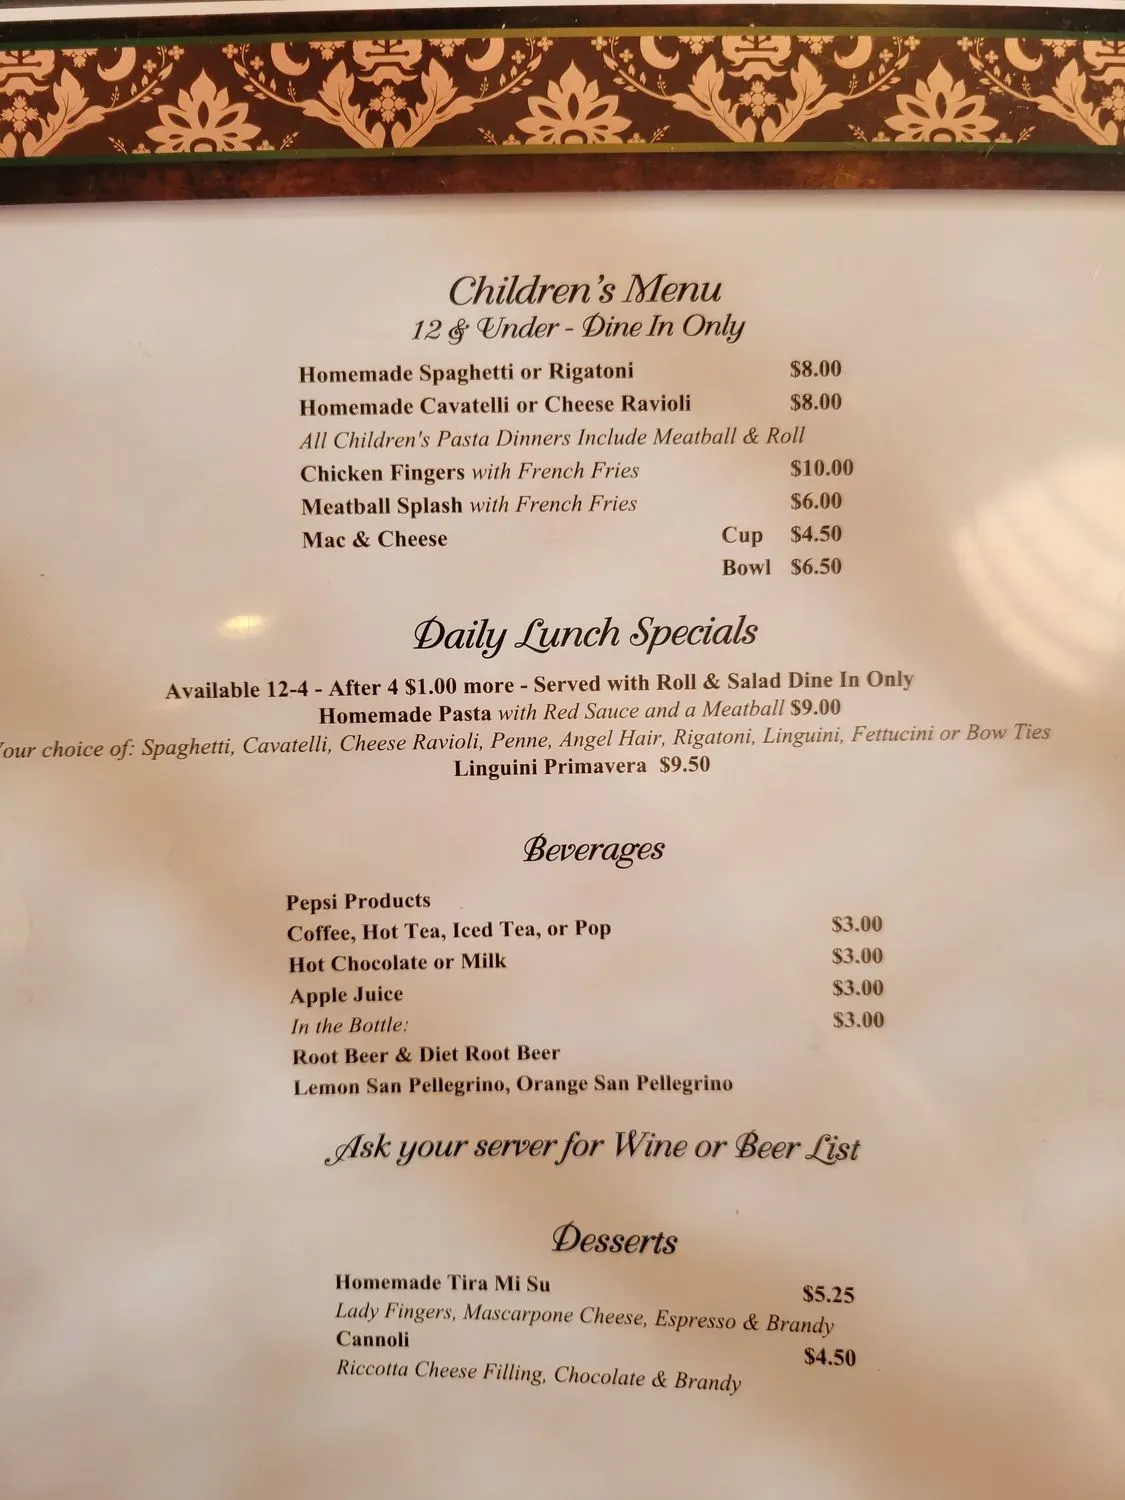 Children's Menu
12 & Under - Dine In Only
Homemade Spaghetti or Rigatoni $8.00
Homemade Cavatelli or Cheese Ravioli $8.00
All Children's Pasta Dinners Include Meatball & Roll
Chicken Fingers with French Fries $10.00
Meatball Splash with French Fries $6.00
Mac & Cheese Cup $4.50
Bowl $6.50
Daily Lunch Specials
Available 12-4 - After 4 $1.00 more - Served with Roll & Salad Dine In Only
Homemade Pasta with Red Sauce and a Meatball $9.00
Your choice of: Spaghetti, Cavatelli, Cheese Ravioli, Penne, Angel Hair, Rigatoni, Linguini, Fettucini or Bow Ties
Linguini Primavera $9.50
Beverages
Pepsi Products
Coffee, Hot Tea, Iced Tea, or Pop $3.00
Hot Chocolate or Milk $3.00
Apple Juice $3.00
In the Bottle: $3.00
Root Beer & Diet Root Beer
Lemon San Pellegrino, Orange San Pellegrino
Ask your server for Wine or Beer List
Desserts
Homemade Tira Mi Su $5.25
Lady Fingers, Mascarpone Cheese, Espresso & Brandy
Cannoli $4.50
Riccotta Cheese Filling, Chocolate & Brandy